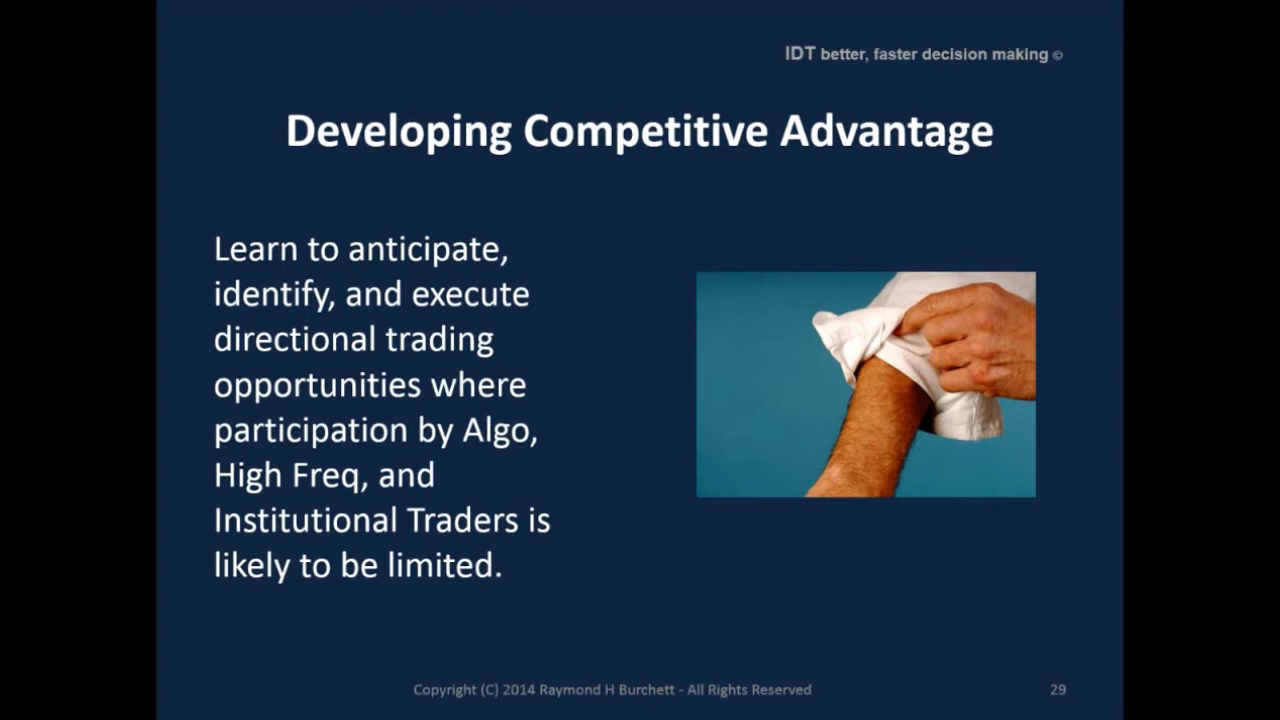 IDT better, faster decision making ©
Developing Competitive Advantage
Learn to anticipate,
identify, and execute
directional trading
opportunities where
participation by Algo,
High Freq, and
Institutional Traders is
likely to be limited.
Copyright (C) 2014 Raymond H Burchett - All Rights Reserved
29